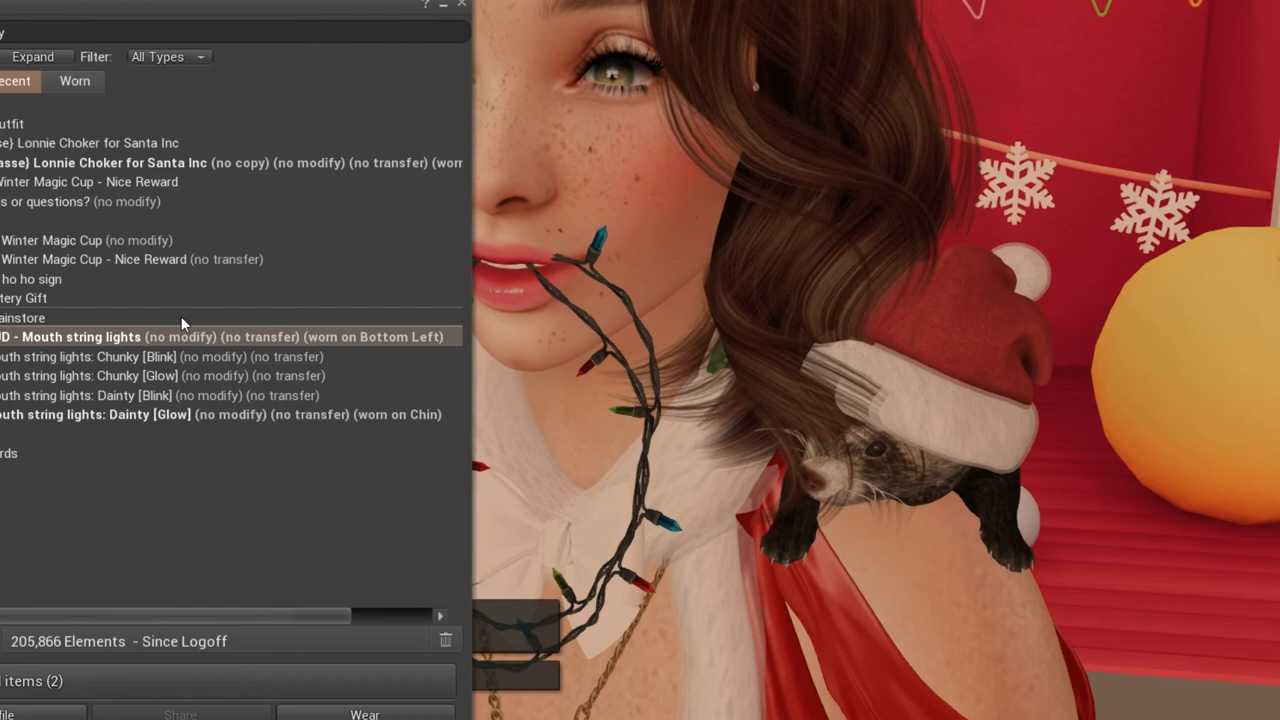 y
Expand Filter: All Types
ecent Worn
utfit
se} Lonnie Choker for Santa Inc
asse} Lonnie Choker for Santa Inc (no copy) (no modify) (no transfer) (worr
Winter Magic Cup - Nice Reward
s or questions? (no modify)
Winter Magic Cup (no modify)
Winter Magic Cup - Nice Reward (no transfer)
ho ho sign
tery Gift
ainstore
UD - Mouth string lights (no modify) (no transfer) (worn on Bottom Left)
outh string lights: Chunky [Blink] (no modify) (no transfer)
outh string lights: Chunky [Glow] (no modify) (no transfer)
outh string lights: Dainty [Blink] (no modify) (no transfer)
outh string lights: Dainty [Glow] (no modify) (no transfer) (worn on Chin)
rds
205,866 Elements - Since Logoff
l items (2)
file Share Wear